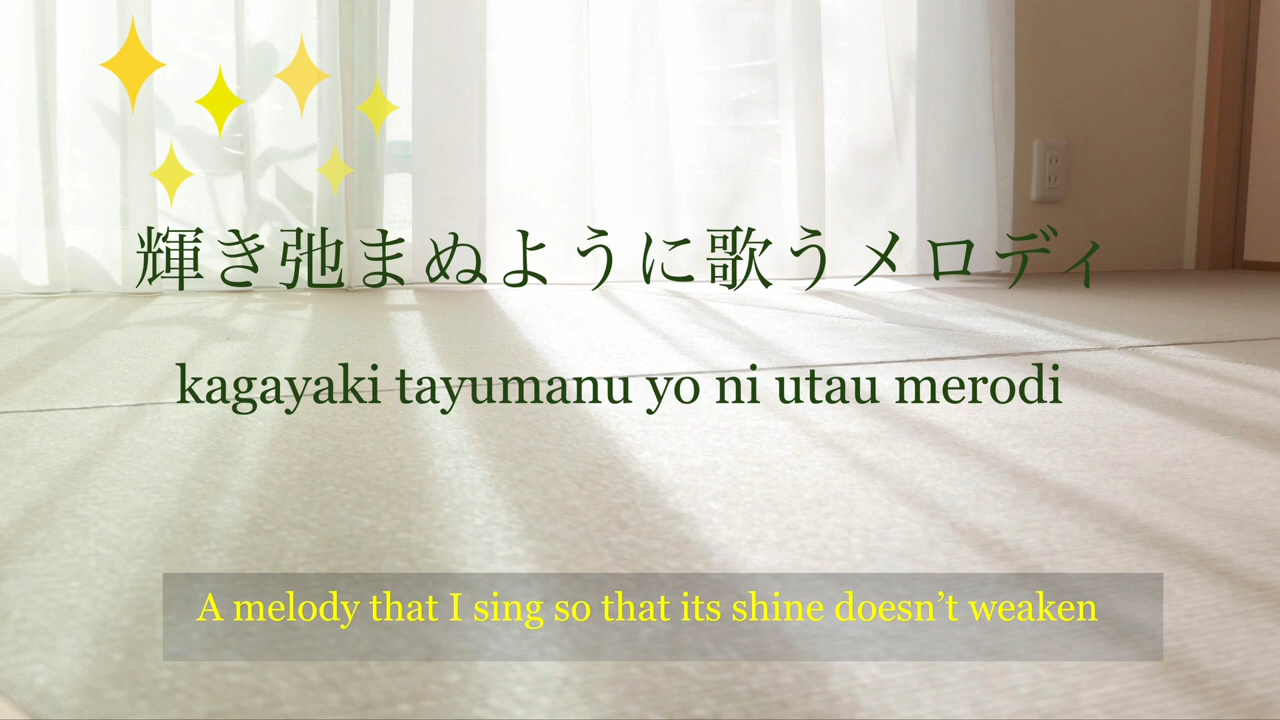 輝き弛まぬように歌うメロディ
kagayaki tayumanu yo ni utau merodi
A melody that I sing so that its shine doesn’t weaken